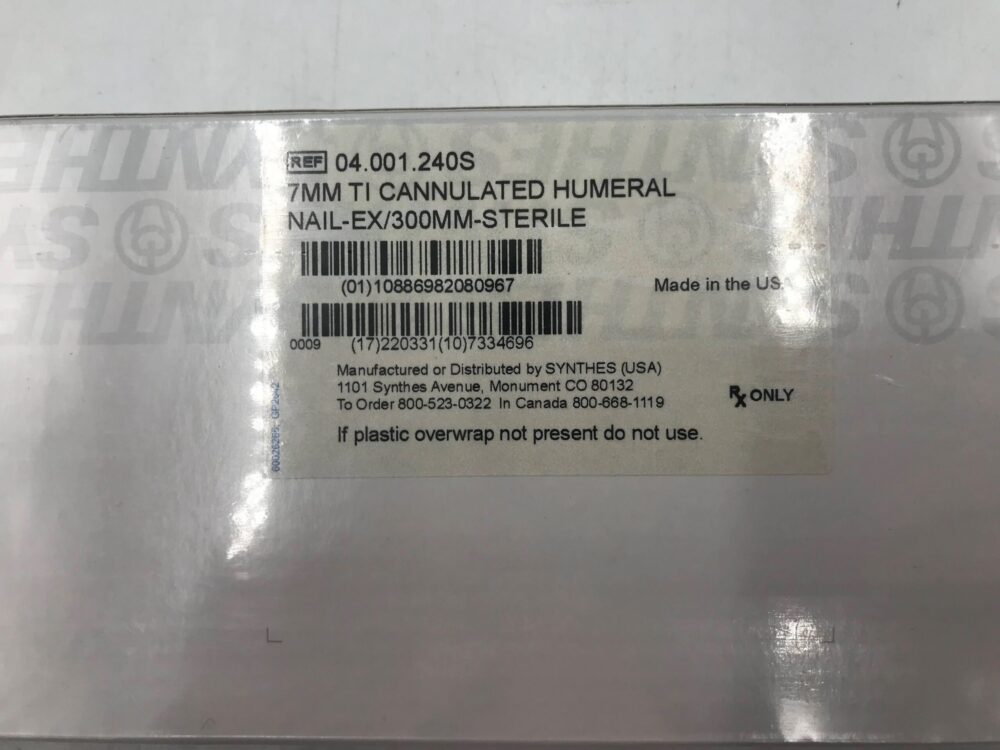 SYNTHES
REF 04.001.240S
7MM TI CANNULATED HUMERAL
NAIL-EX/300MM-STERILE
(01)10886982080967
Made in the USA
0009 (17)220331(10)7334696
Manufactured or Distributed by SYNTHES (USA)
1101 Synthes Avenue, Monument CO 80132
To Order 800-523-0322 In Canada 800-668-1119
Rx ONLY
If plastic overwrap not present do not use.